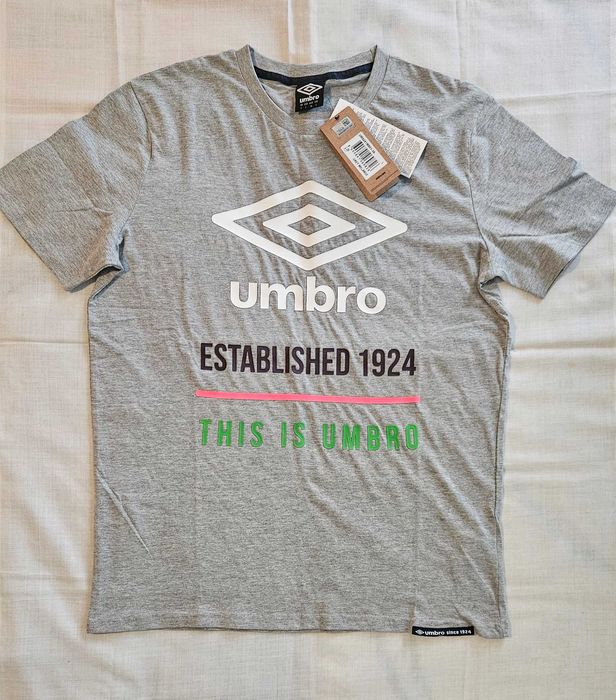 umbro
umbro
ESTABLISHED 1924
THIS IS UMBRO
umbro since 1924